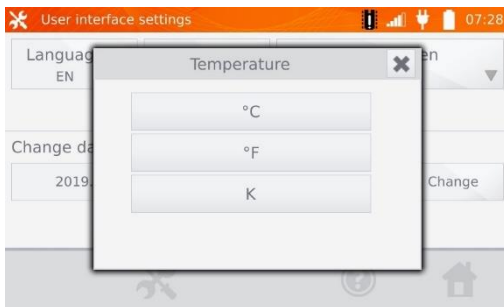 User interface settings 07:28
Temperature
Languag
EN
en
°C
°F
K
Change da
2019.
Change